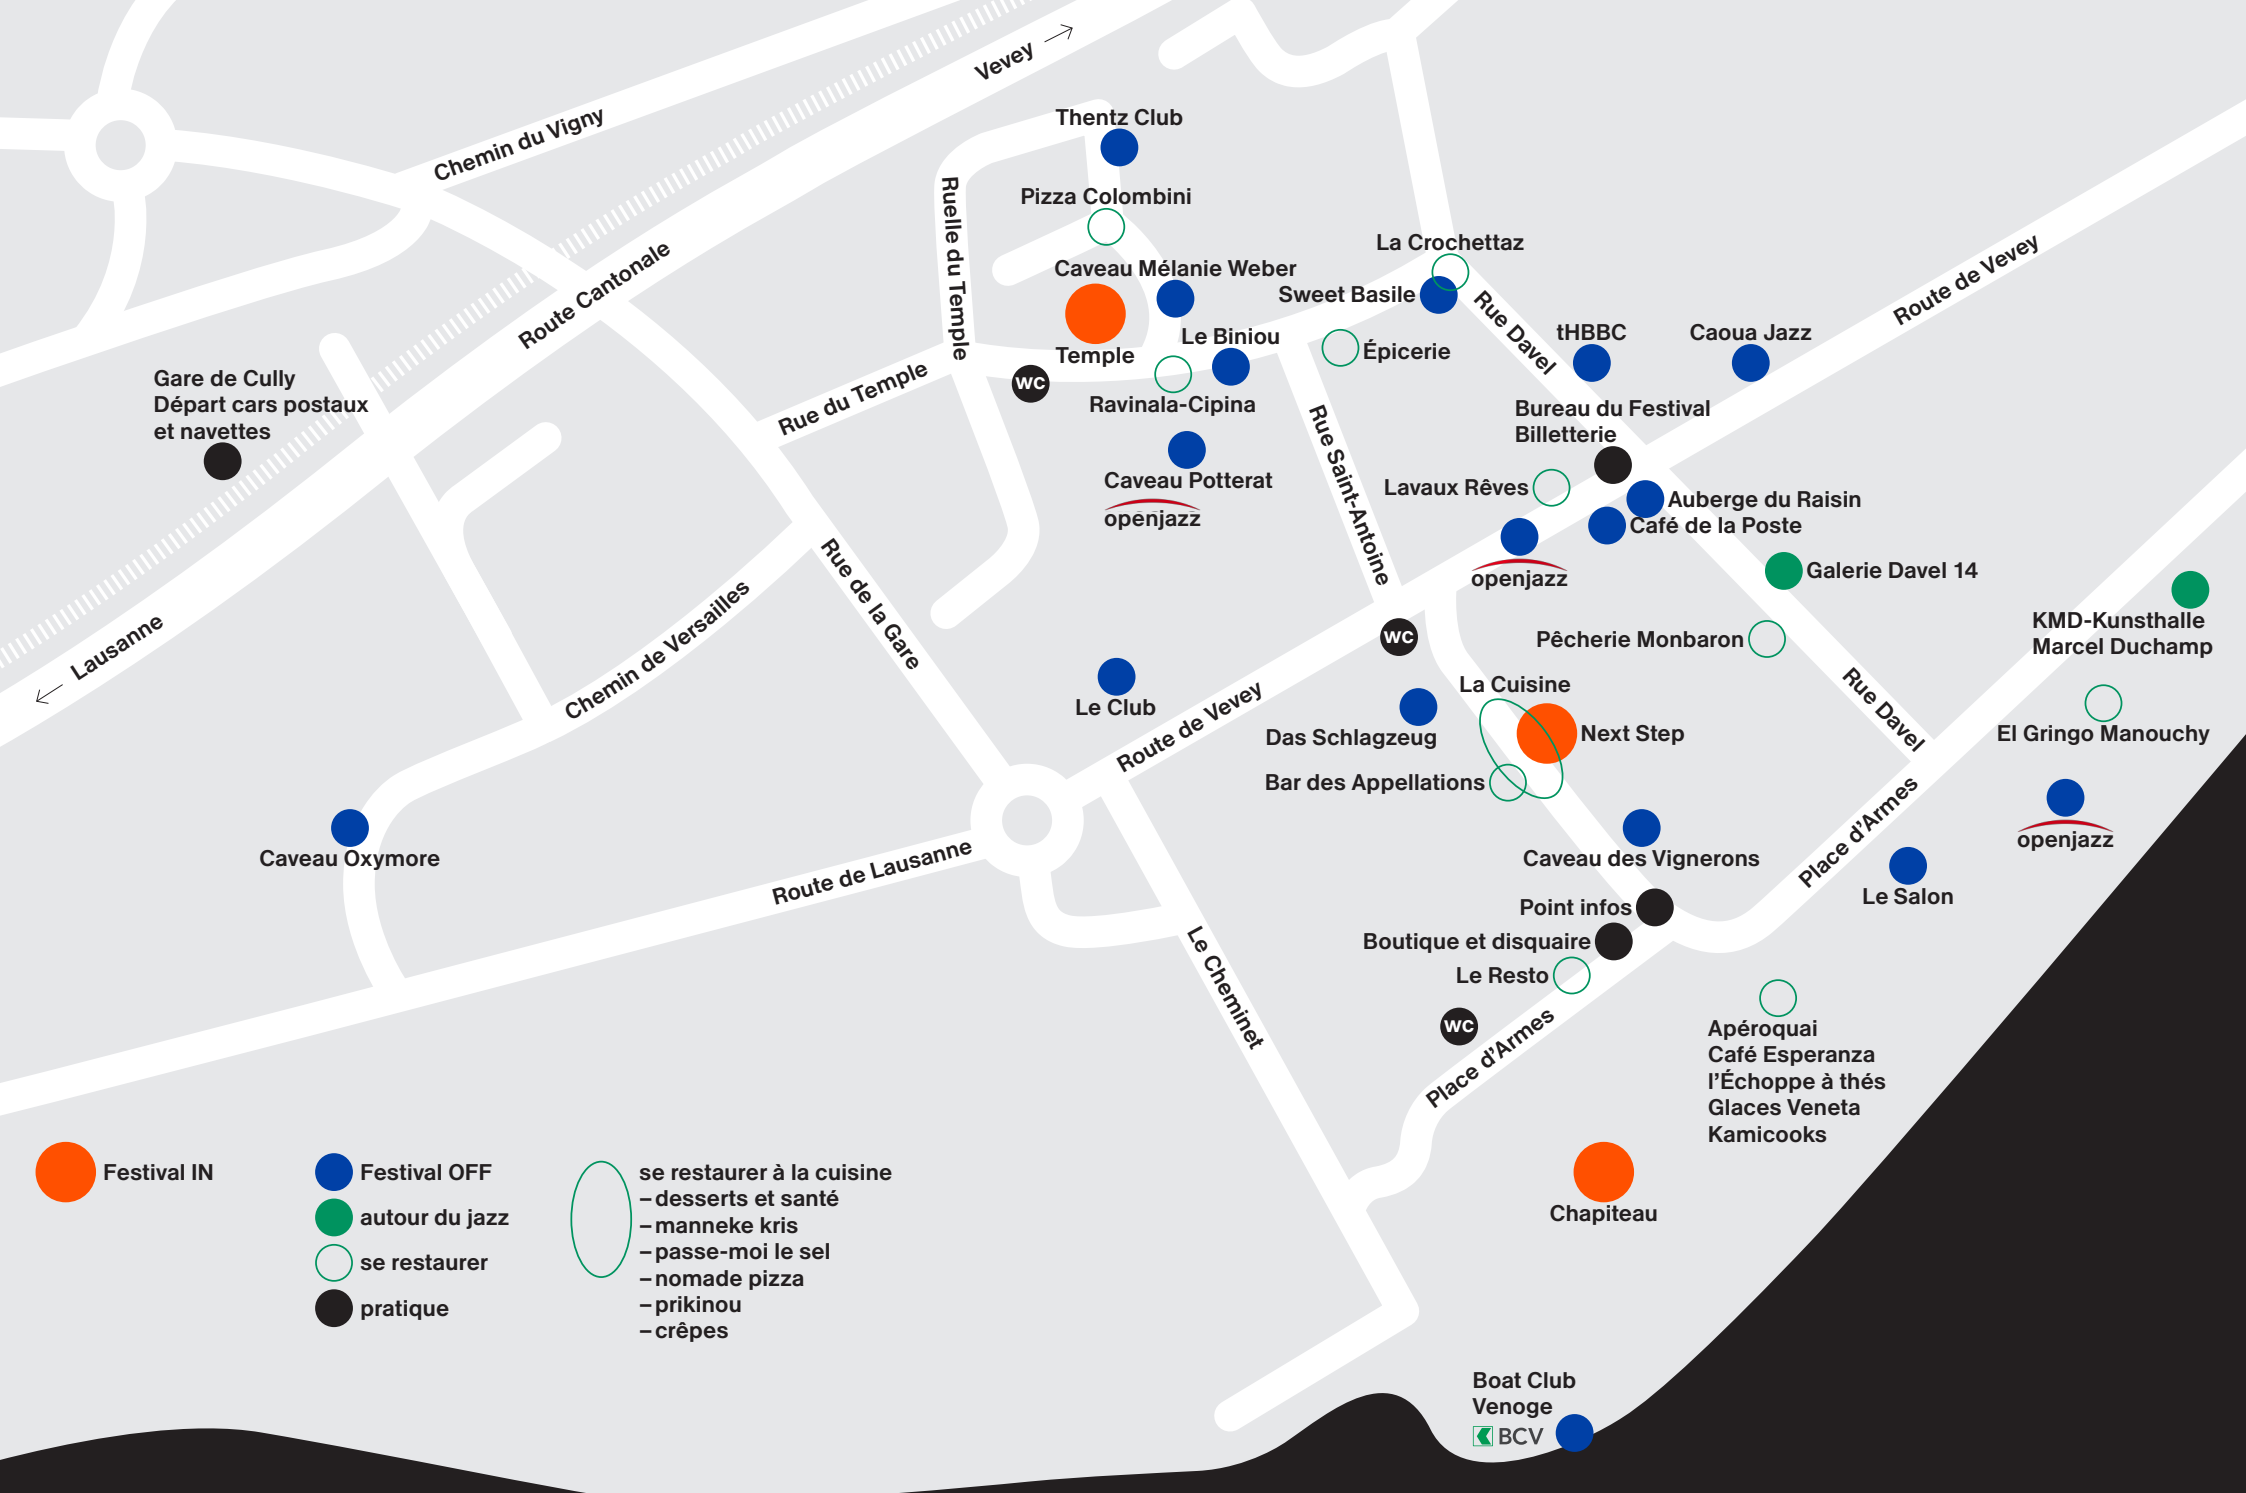 Vevey
Chemin du Vigny
Thentz Club
Ruelle du Temple
Pizza Colombini
Route Cantonale
La Crochettaz
Caveau Mélanie Weber
Sweet Basile
Rue Davel
Route de Vevey
Le Biniou
Temple
Épicerie
tHBBC
Caoua Jazz
Gare de Cully
Départ cars postaux
et navettes
WC
Rue du Temple
Ravinala-Cipina
Bureau du Festival
Billetterie
Rue Saint-Antoine
Caveau Potterat
openjazz
Lavaux Rêves
Auberge du Raisin
Café de la Poste
openjazz
Galerie Davel 14
KMD-Kunsthalle
Marcel Duchamp
Lausanne
Chemin de Versailles
Rue de la Gare
WC
Pêcherie Monbaron
Le Club
Route de Vevey
La Cuisine
Das Schlagzeug
Next Step
Rue Davel
El Gringo Manouchy
Bar des Appellations
openjazz
Caveau Oxymore
Route de Lausanne
Caveau des Vignerons
Place d’Armes
Le Salon
Point infos
Boutique et disquaire
Le Resto
Le Cheminet
WC
Place d’Armes
Apéroquai
Café Esperanza
l’Échoppe à thés
Glaces Veneta
Kamicooks
Chapiteau
Festival IN
Festival OFF
autour du jazz
se restaurer
pratique
se restaurer à la cuisine
– desserts et santé
– manneke kris
– passe-moi le sel
– nomade pizza
– prikinou
– crêpes
Boat Club
Venoge
BCV